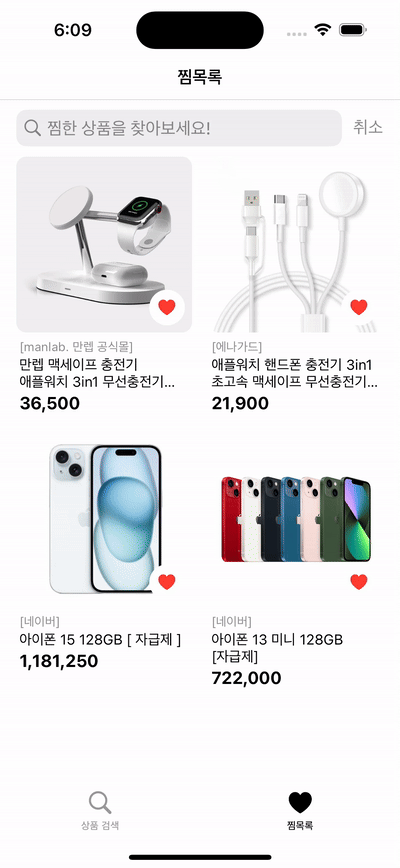 6:09
찜목록
찜한 상품을 찾아보세요!
취소
[manlab. 만렙 공식몰]
만렙 맥세이프 충전기
애플워치 3in1 무선충전기...
36,500
[에나가드]
애플워치 핸드폰 충전기 3in1
초고속 맥세이프 무선충전기...
21,900
[네이버]
아이폰 15 128GB [ 자급제 ]
1,181,250
[네이버]
아이폰 13 미니 128GB
[자급제]
722,000
상품 검색
찜목록